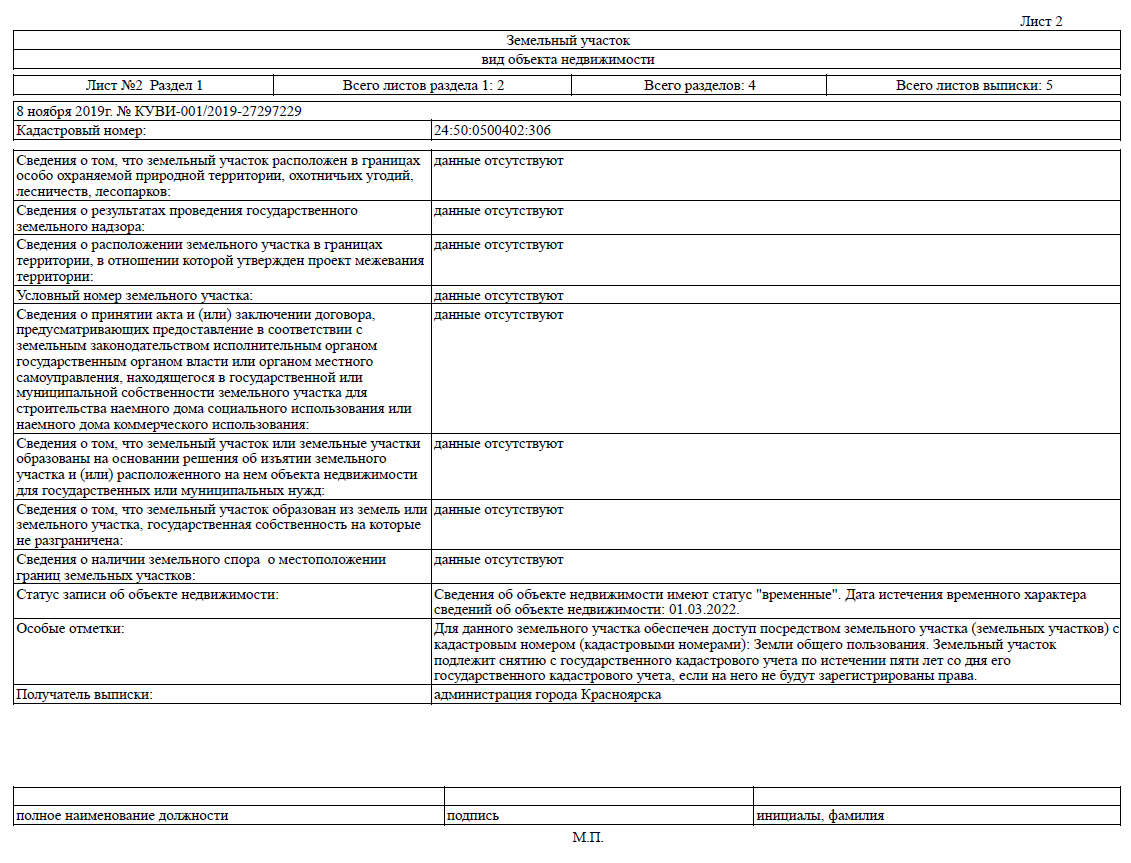 Лист 2
Земельный участок
вид объекта недвижимости
Лист №2 Раздел 1
Всего листов раздела 1: 2
Всего разделов: 4
Всего листов выписки: 5
8 ноября 2019г. № КУВИ-001/2019-27297229
Кадастровый номер:
24:50:0500402:306
Сведения о том, что земельный участок расположен в границах
особо охраняемой природной территории, охотничьих угодий,
лесничеств, лесопарков:
данные отсутствуют
Сведения о результатах проведения государственного
земельного надзора:
данные отсутствуют
Сведения о расположении земельного участка в границах
территории, в отношении которой утвержден проект межевания
территории:
данные отсутствуют
Условный номер земельного участка:
данные отсутствуют
Сведения о принятии акта и (или) заключении договора,
предусматривающих предоставление в соответствии с
земельным законодательством исполнительным органом
государственным органом власти или органом местного
самоуправления, находящегося в государственной или
муниципальной собственности земельного участка для
строительства наемного дома социального использования или
наемного дома коммерческого использования:
данные отсутствуют
Сведения о том, что земельный участок или земельные участки
образованы на основании решения об изъятии земельного
участка и (или) расположенного на нем объекта недвижимости
для государственных или муниципальных нужд:
данные отсутствуют
Сведения о том, что земельный участок образован из земель или
земельного участка, государственная собственность на которые
не разграничена:
данные отсутствуют
Сведения о наличии земельного спора о местоположении
границ земельных участков:
данные отсутствуют
Статус записи об объекте недвижимости:
Сведения об объекте недвижимости имеют статус "временные". Дата истечения временного характера
сведений об объекте недвижимости: 01.03.2022.
Особые отметки:
Для данного земельного участка обеспечен доступ посредством земельного участка (земельных участков) с
кадастровым номером (кадастровыми номерами): Земли общего пользования. Земельный участок
подлежит снятию с государственного кадастрового учета по истечении пяти лет со дня его
государственного кадастрового учета, если на него не будут зарегистрированы права.
Получатель выписки:
администрация города Красноярска
полное наименование должности
подпись
инициалы, фамилия
М.П.